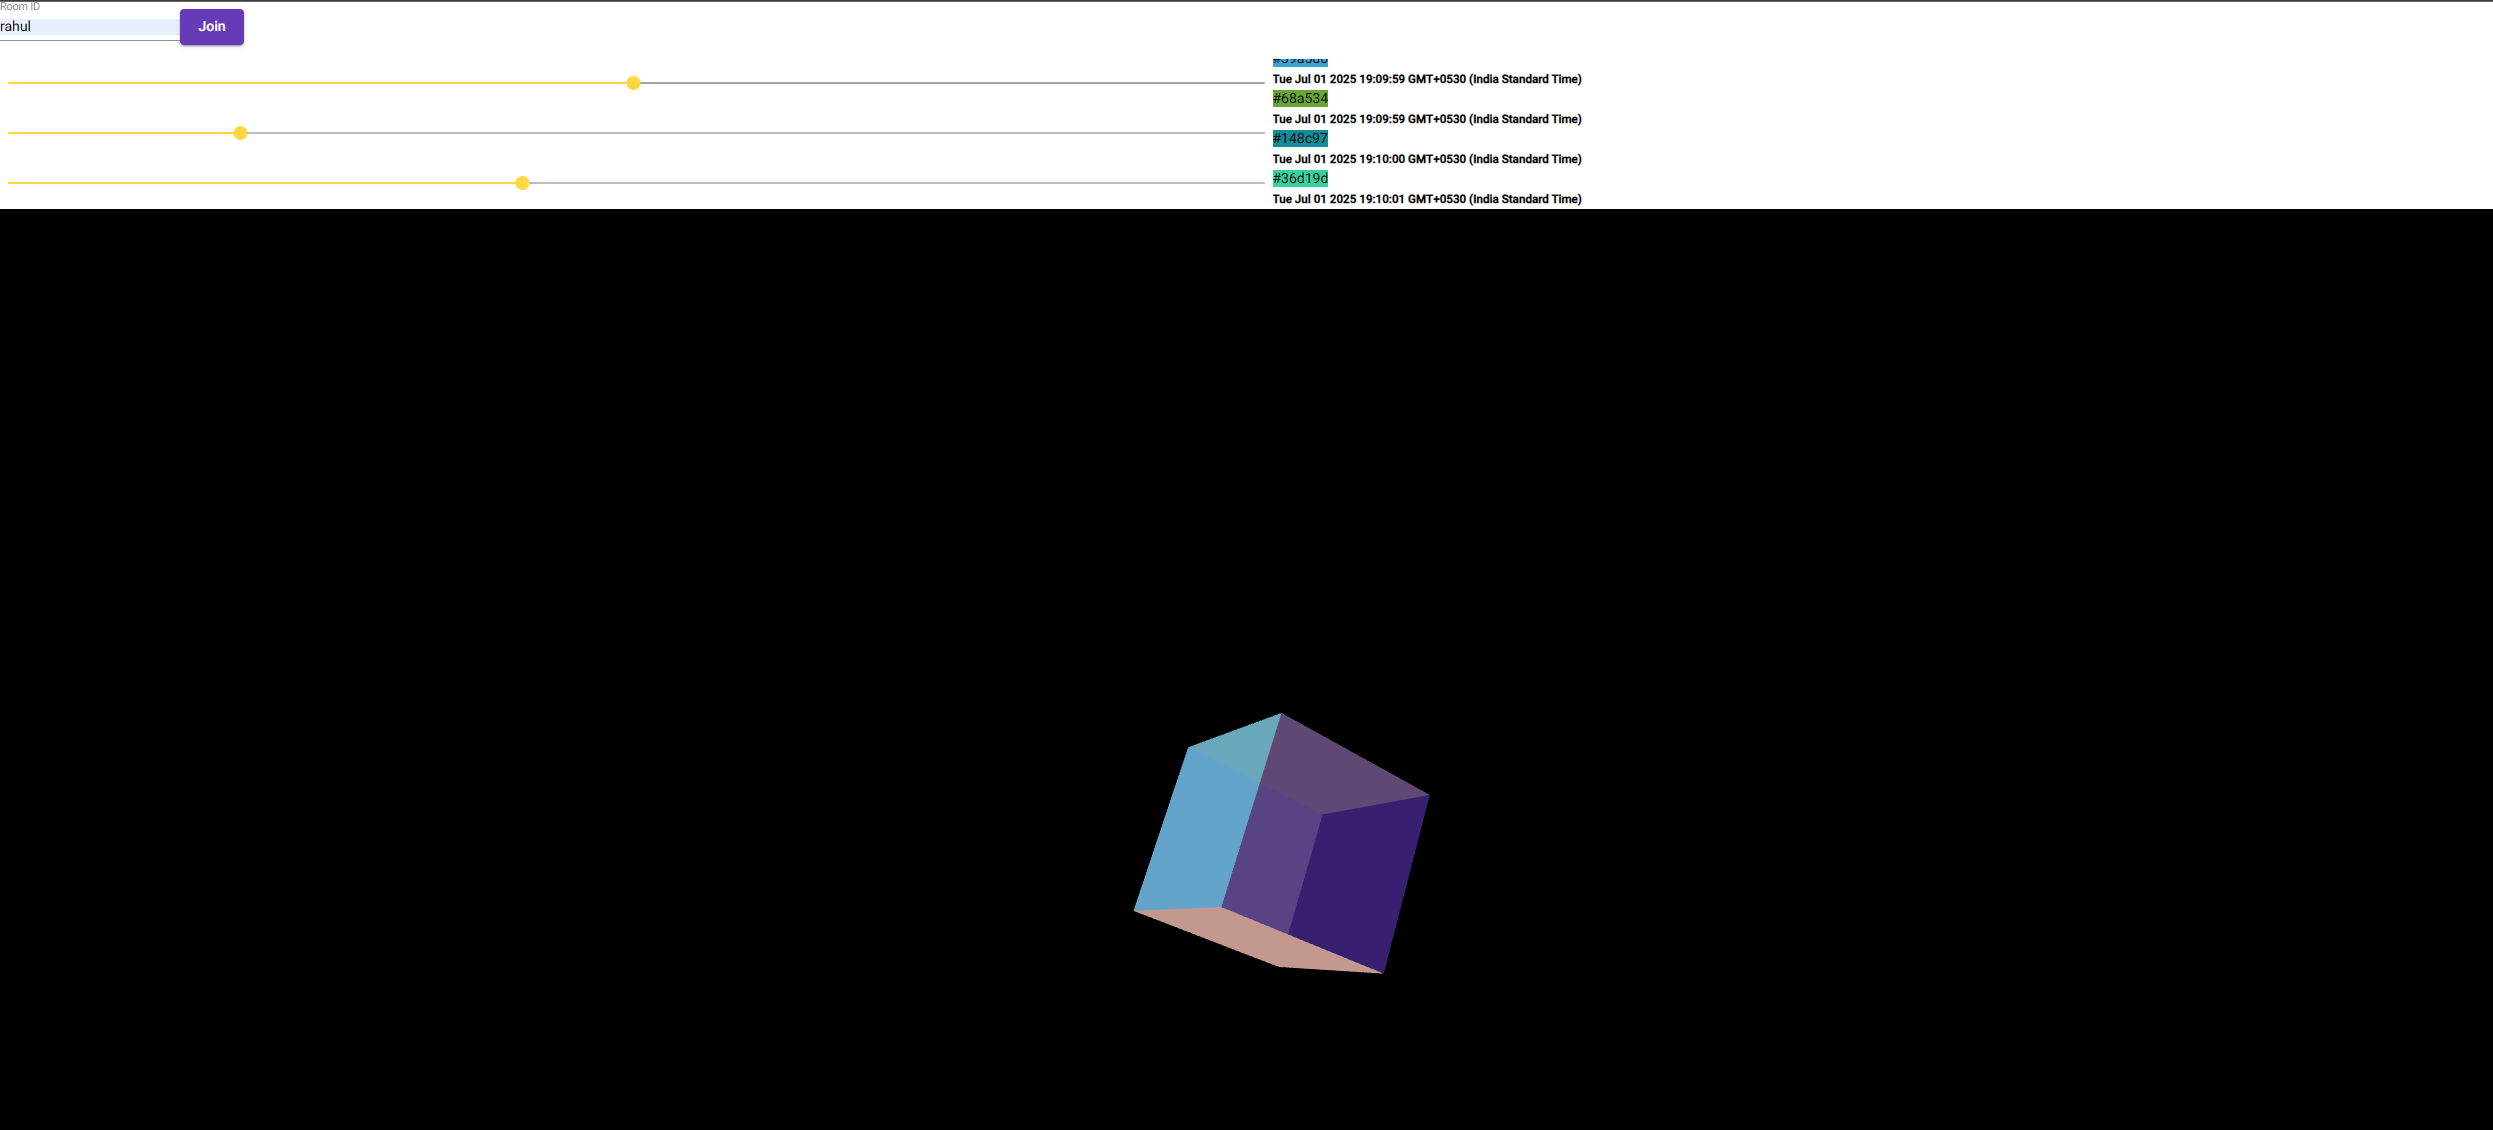 Room ID
rahul
Join
Tue Jul 01 2025 19:09:59 GMT+0530 (India Standard Time)
#68a534
Tue Jul 01 2025 19:09:59 GMT+0530 (India Standard Time)
#148c97
Tue Jul 01 2025 19:10:00 GMT+0530 (India Standard Time)
#36d19d
Tue Jul 01 2025 19:10:01 GMT+0530 (India Standard Time)